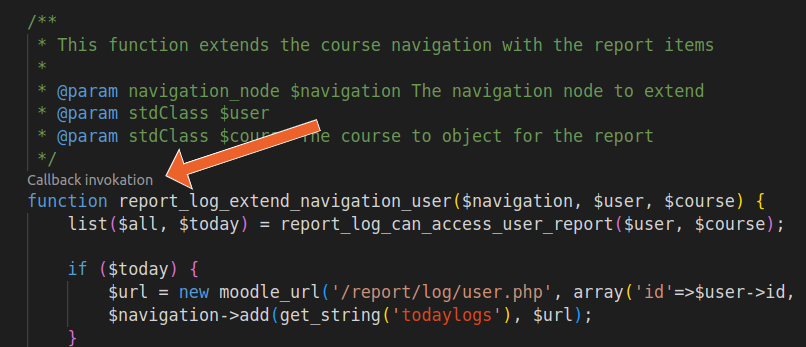 /**
 * This function extends the course navigation with the report items
 *
 * @param navigation_node $navigation The navigation node to extend
 * @param stdClass $user
 * @param stdClass $course The course to object for the report
 */
Callback invokation
function report_log_extend_navigation_user($navigation, $user, $course) {
    list($all, $today) = report_log_can_access_user_report($user, $course);

    if ($today) {
        $url = new moodle_url('/report/log/user.php', array('id'=>$user->id,
        $navigation->add(get_string('todaylogs'), $url);
    }